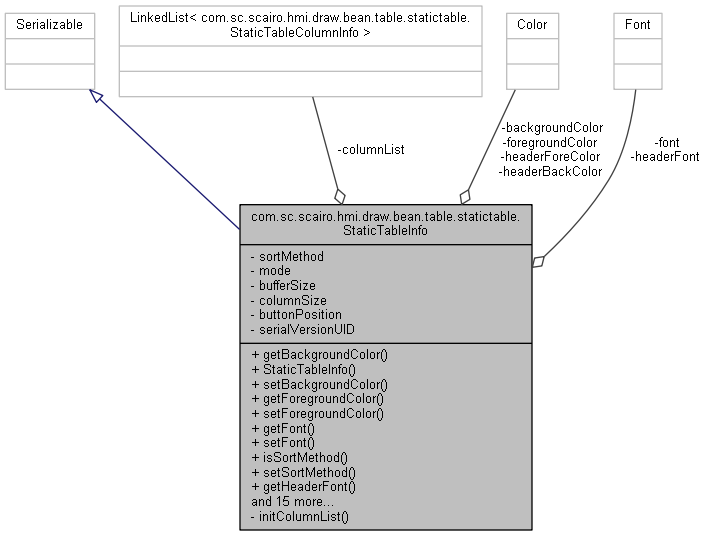 Serializable
LinkedList< com.sc.scairo.hmi.draw.bean.table.statictable.
StaticTableColumnInfo >
Color
Font
-columnList
-backgroundColor
-foregroundColor
-headerForeColor
-headerBackColor
-font
-headerFont
com.sc.scairo.hmi.draw.bean.table.statictable.
StaticTableInfo
- sortMethod
- mode
- bufferSize
- columnSize
- buttonPosition
- serialVersionUID
+ getBackgroundColor()
+ StaticTableInfo()
+ setBackgroundColor()
+ getForegroundColor()
+ setForegroundColor()
+ getFont()
+ setFont()
+ isSortMethod()
+ setSortMethod()
+ getHeaderFont()
and 15 more...
- initColumnList()